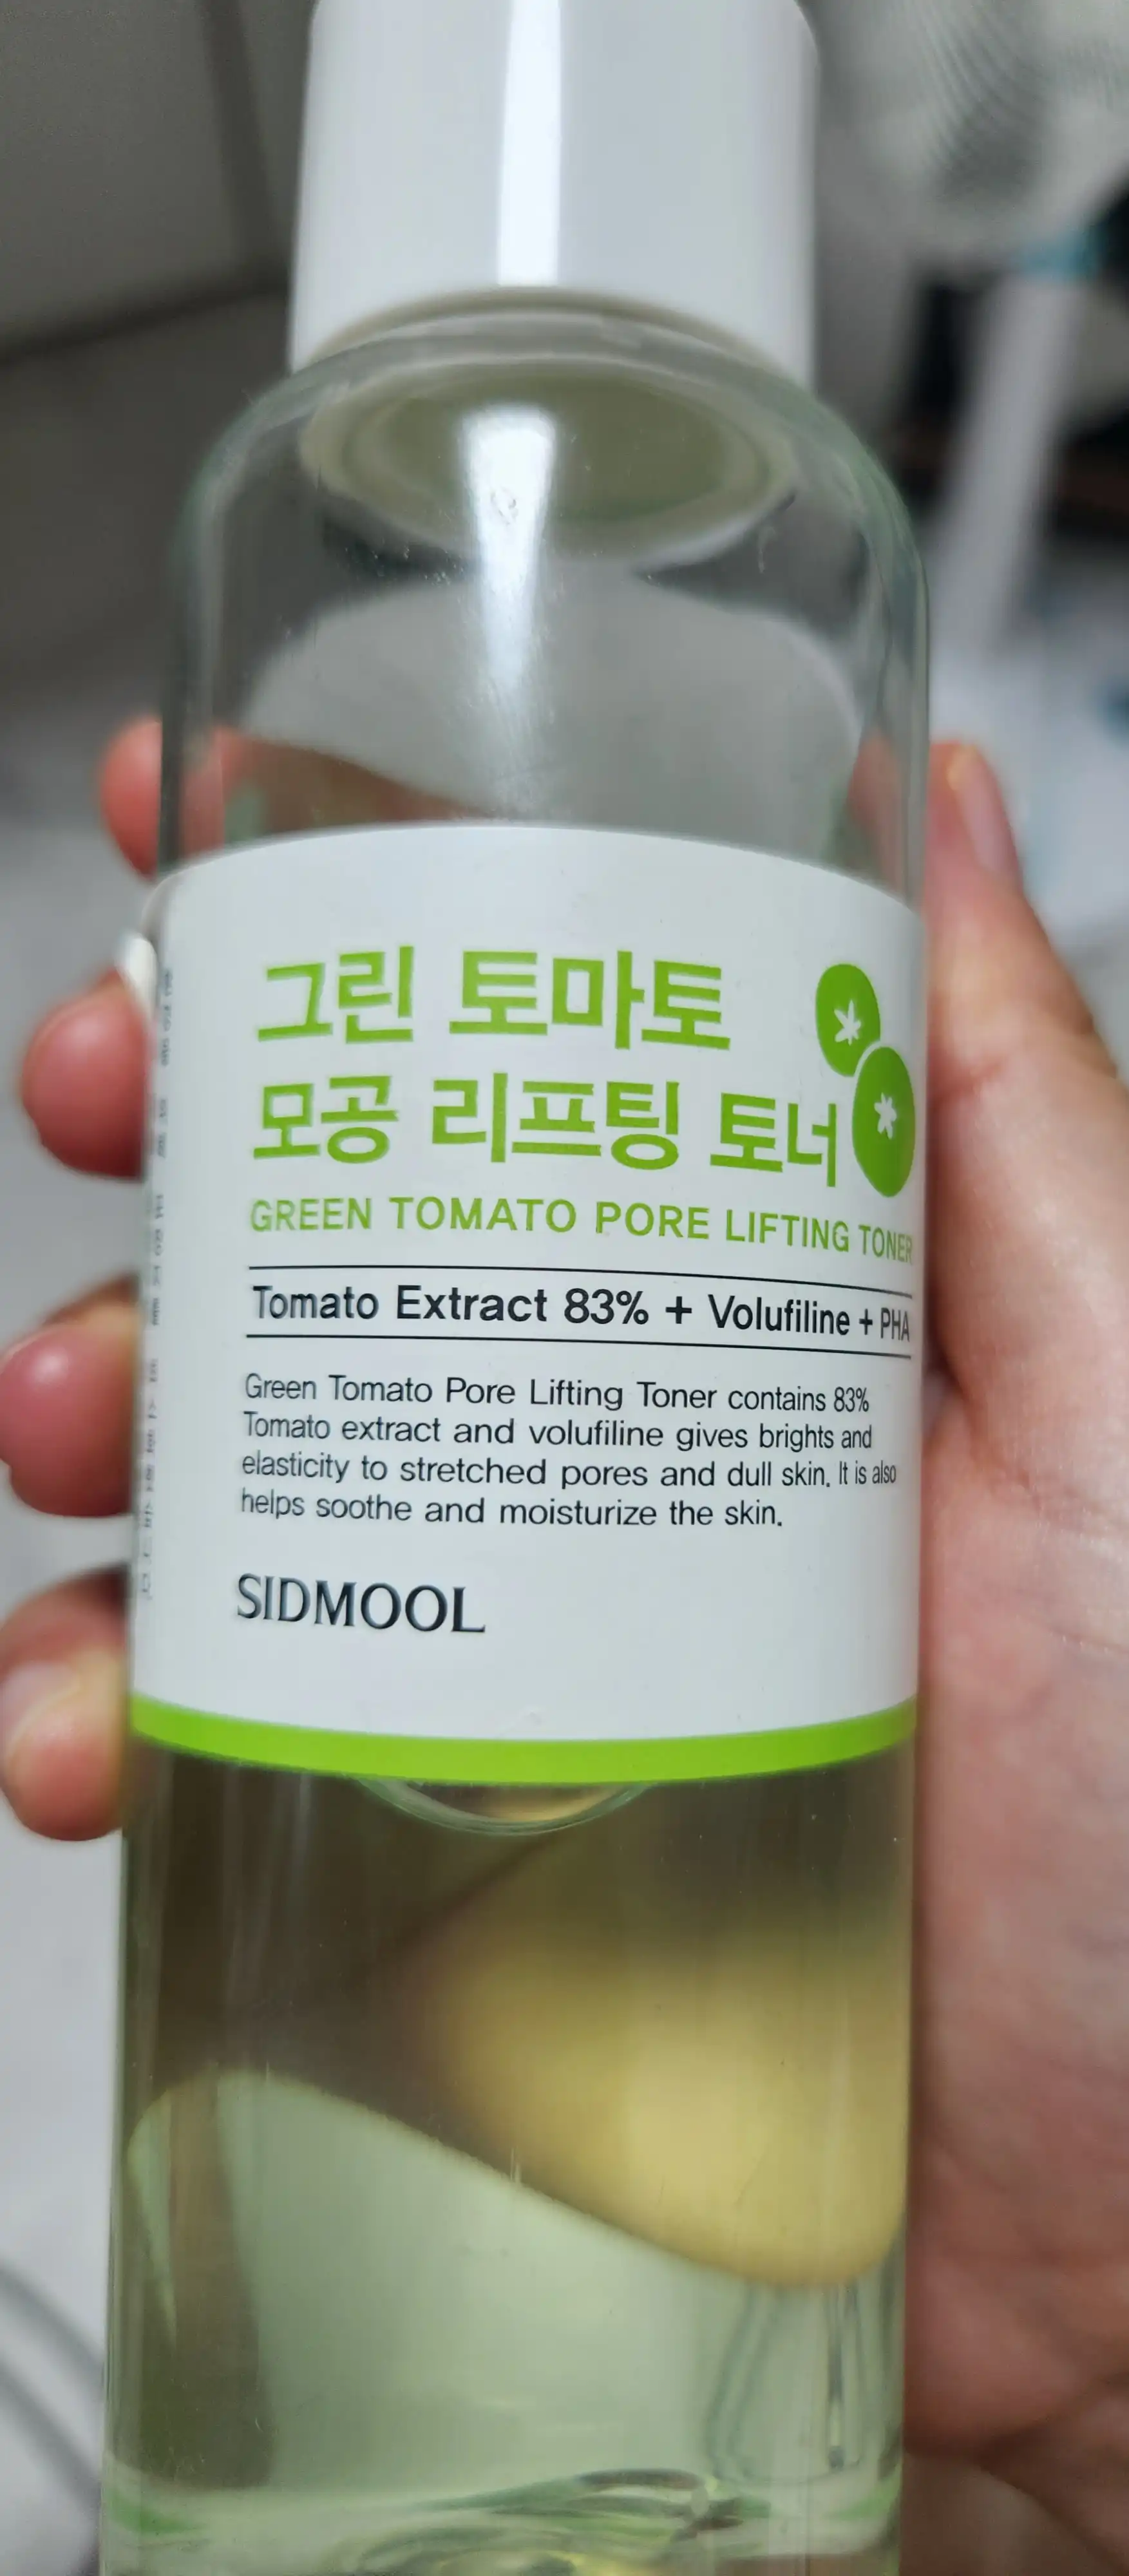 그린 토마토
모공 리프팅 토너
GREEN TOMATO PORE LIFTING TONER
Tomato Extract 83% + Volufiline + PHA
Green Tomato Pore Lifting Toner contains 83%
Tomato extract and volufiline gives brights and
elasticity to stretched pores and dull skin. It is also
helps soothe and moisturize the skin.
SIDMOOL